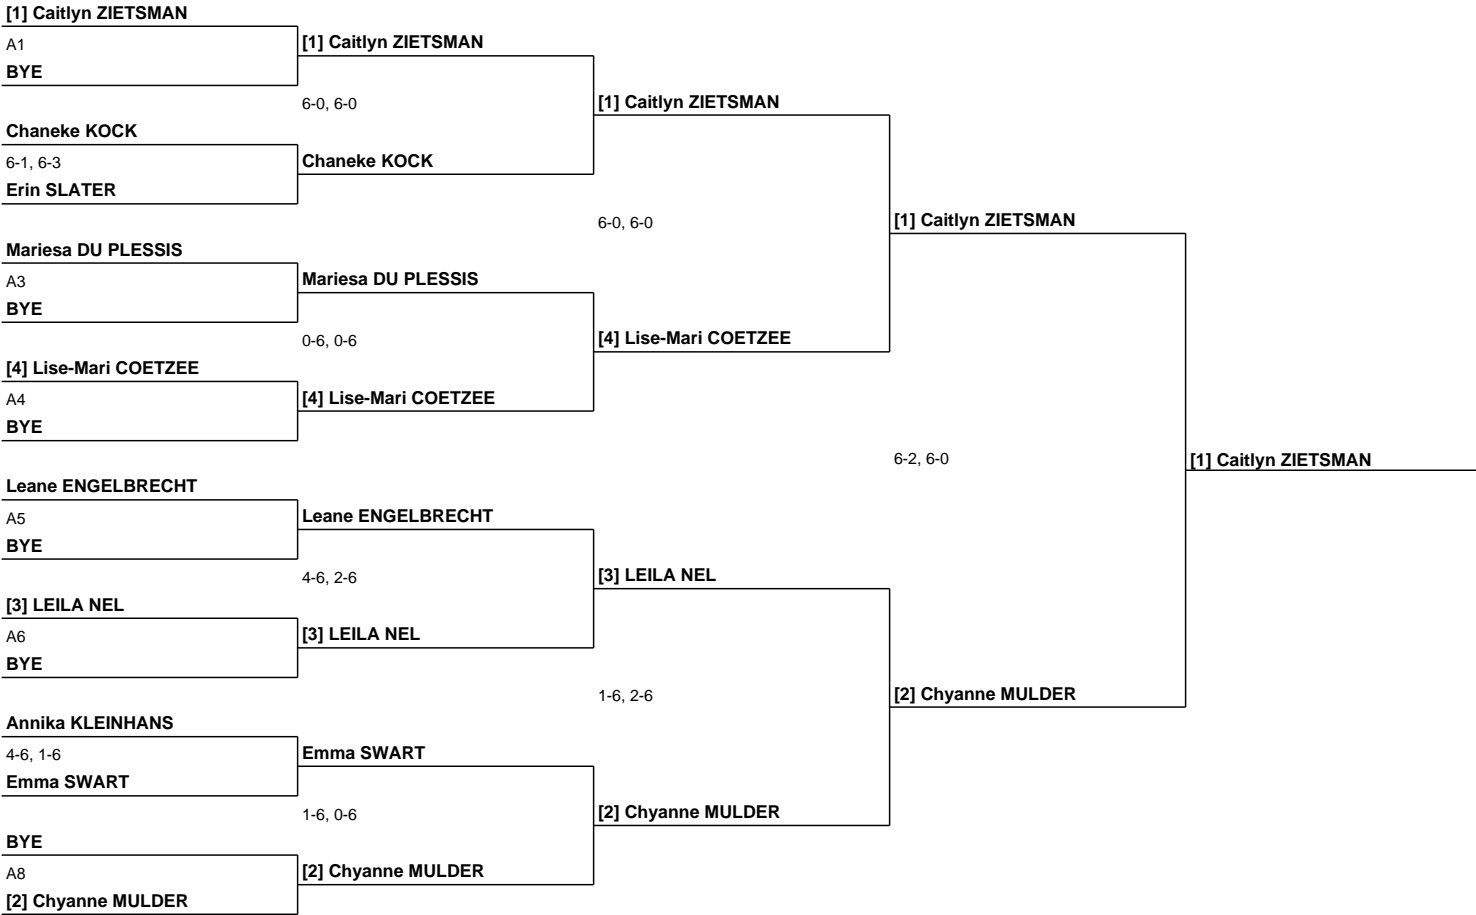 [1] Caitlyn ZIETSMAN
A1
BYE
Chaneke KOCK
6-1, 6-3
Erin SLATER
Mariesa DU PLESSIS
A3
BYE
[4] Lise-Mari COETZEE
A4
BYE
Leane ENGELBRECHT
A5
BYE
[3] LEILA NEL
A6
BYE
Annika KLEINHANS
4-6, 1-6
Emma SWART
BYE
A8
[2] Chyanne MULDER
[1] Caitlyn ZIETSMAN
6-0, 6-0
Chaneke KOCK
Mariesa DU PLESSIS
0-6, 0-6
[4] Lise-Mari COETZEE
Leane ENGELBRECHT
4-6, 2-6
[3] LEILA NEL
Emma SWART
1-6, 0-6
[2] Chyanne MULDER
[1] Caitlyn ZIETSMAN
6-0, 6-0
[4] Lise-Mari COETZEE
[3] LEILA NEL
1-6, 2-6
[2] Chyanne MULDER
[1] Caitlyn ZIETSMAN
6-2, 6-0
[2] Chyanne MULDER
[1] Caitlyn ZIETSMAN